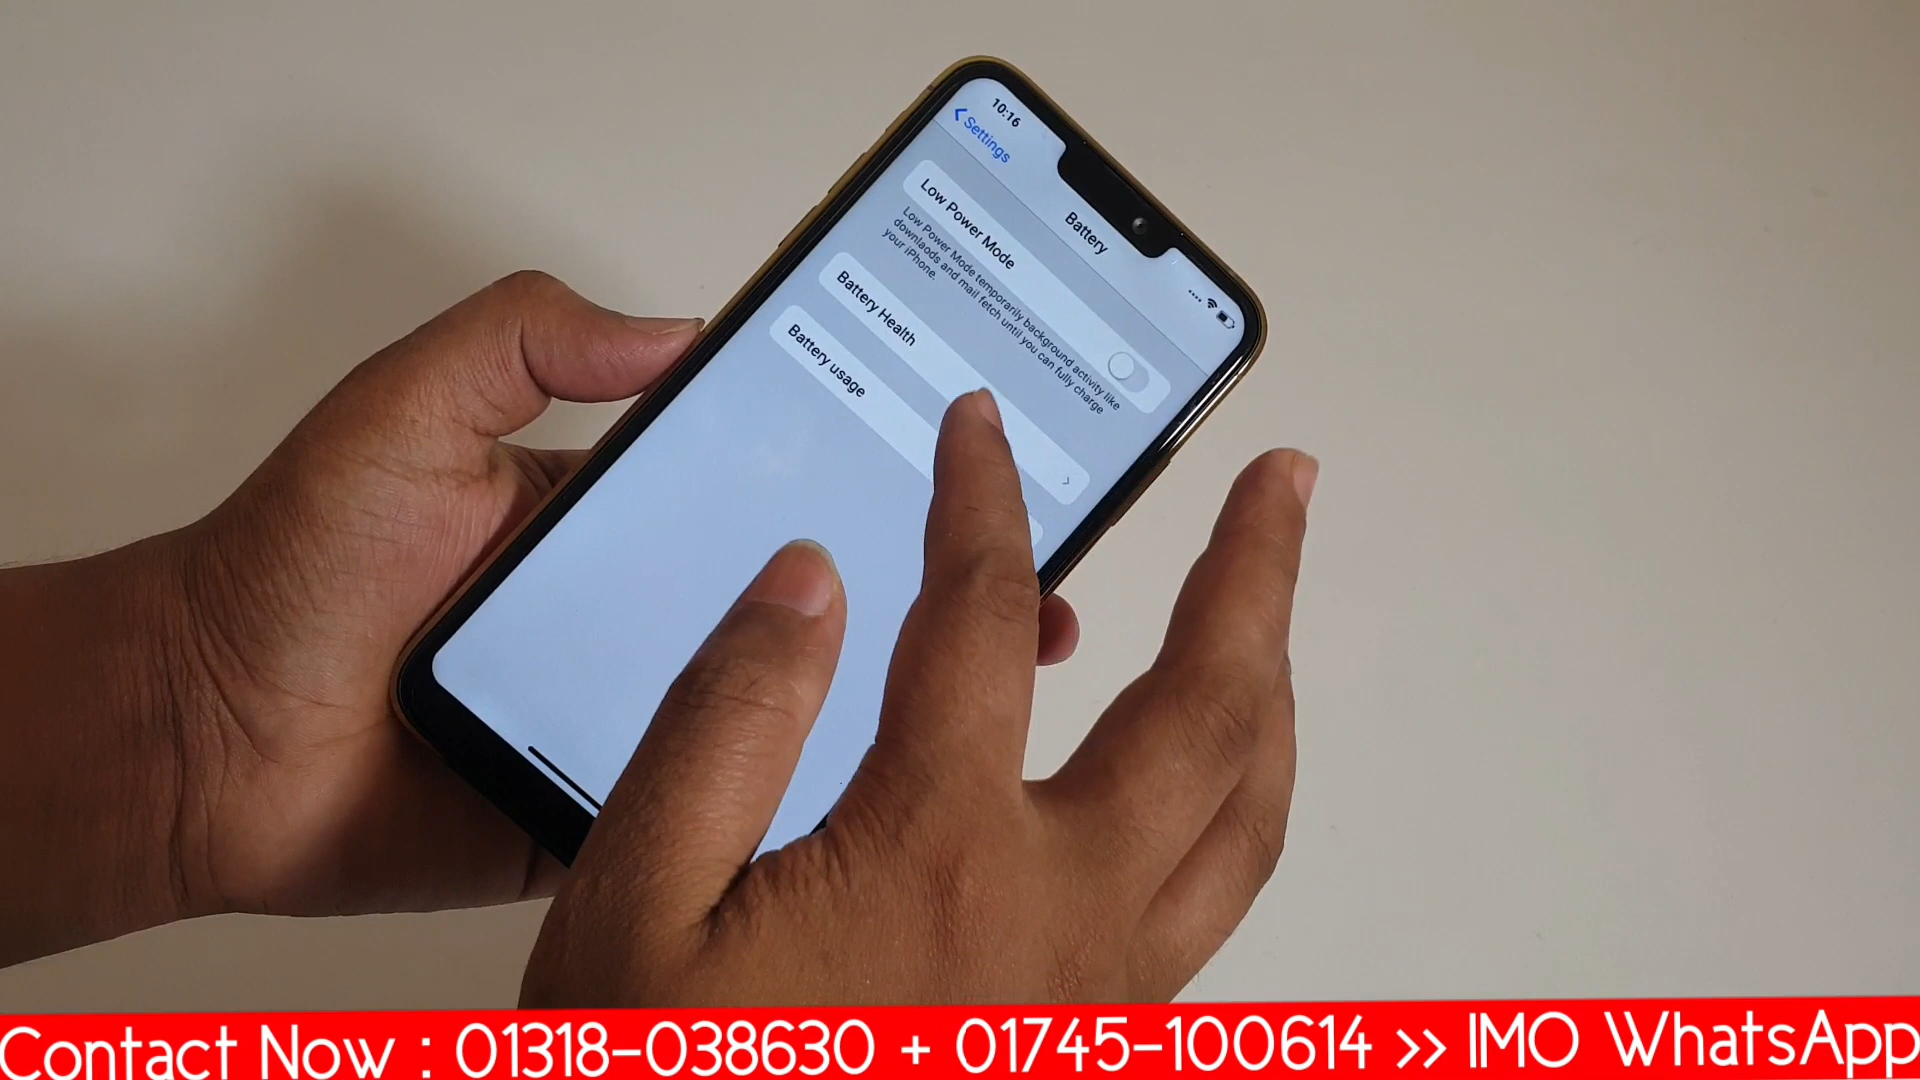 10:16
Settings
Battery
Low Power Mode
Low Power Mode temporarily background activity like
downlaods and mail fetch until you can fully charge
your iPhone.
Battery Health
Battery usage
Contact Now : 01318-038630 + 01745-100614 >> IMO WhatsApp